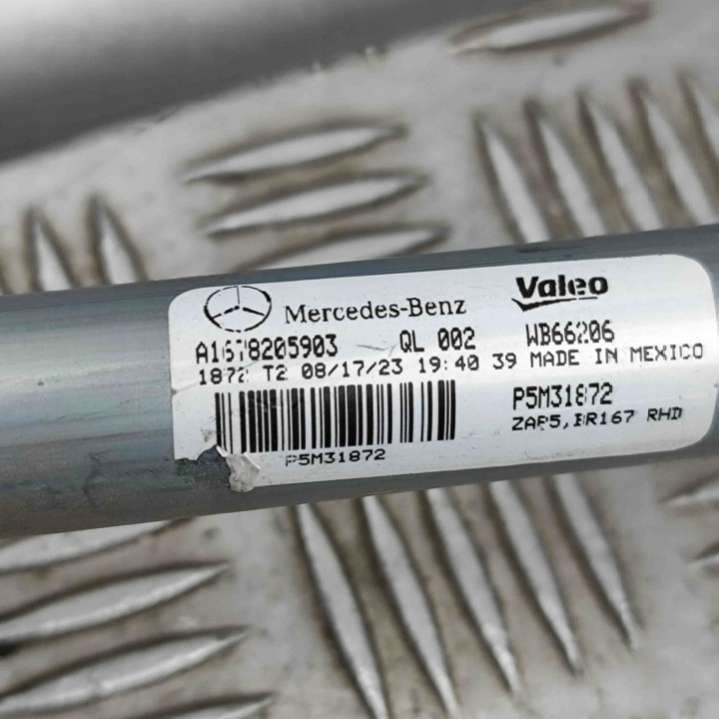 Mercedes-Benz Valeo
A1678205903 QL 002 WB66206
1872 T2 08/17/23 19:40 39 MADE IN MEXICO
P5M31872
ZAP5, BR167 RHD
P5M31872